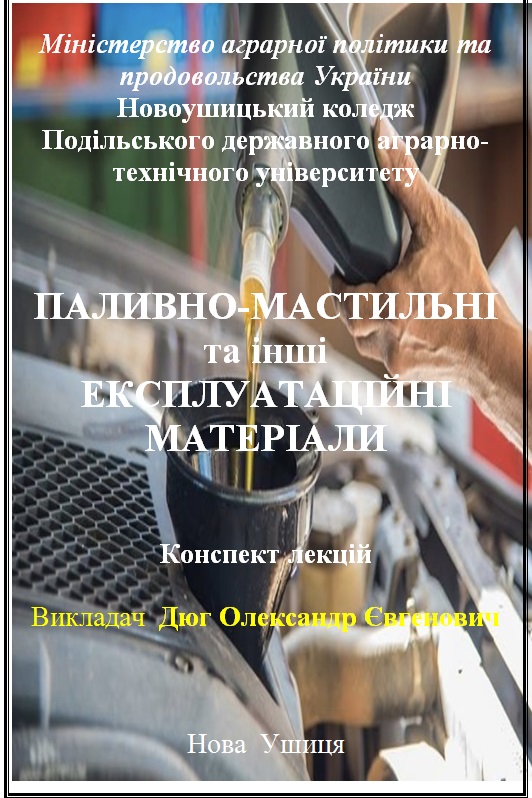 Міністерство аграрної політики та
продовольства України
Новоушицький коледж
Подільського державного аграрно-
технічного університету
ПАЛИВНО-МАСТИЛЬНІ
та інші
ЕКСПЛУАТАЦІЙНІ
МАТЕРІАЛИ
Конспект лекцій
Викладач Дюг Олександр Євгенович
Нова Ушиця